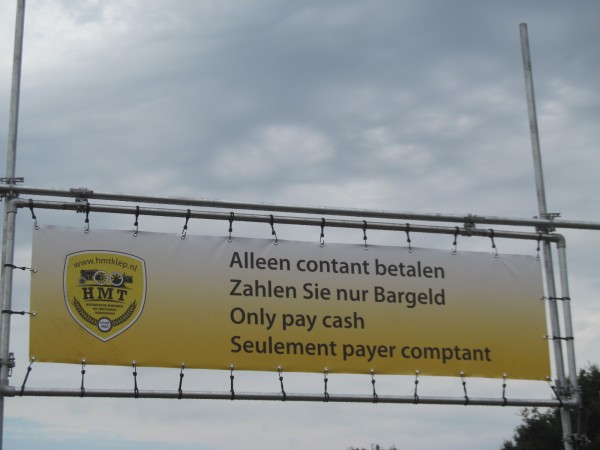 www.hmtklep.nl
HMT
Alleen contant betalen
Zahlen Sie nur Bargeld
Only pay cash
Seulement payer comptant